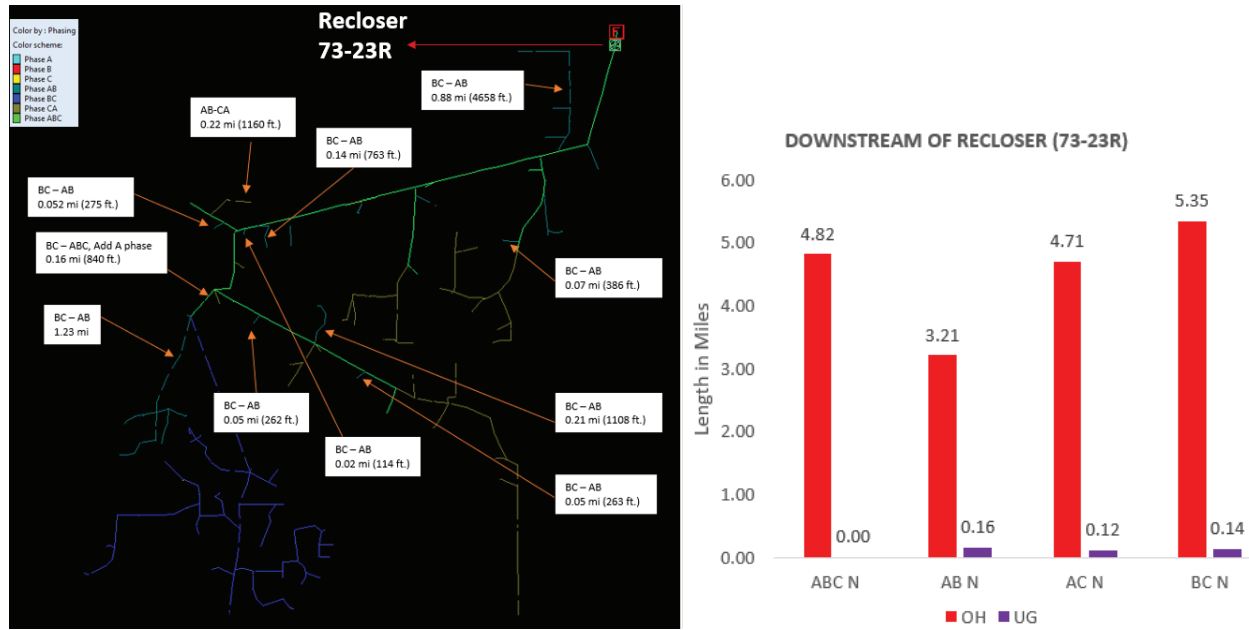 Color by : Phasing
Color scheme:
Phase A
Phase B
Phase C
Phase AB
Phase BC
Phase CA
Phase ABC
Recloser
73-23R
BC – AB
0.88 mi (4658 ft.)
AB-CA
0.22 mi (1160 ft.)
BC – AB
0.14 mi (763 ft.)
BC – AB
0.052 mi (275 ft.)
BC – ABC, Add A phase
0.16 mi (840 ft.)
BC – AB
0.07 mi (386 ft.)
BC – AB
1.23 mi
BC – AB
0.05 mi (262 ft.)
BC – AB
0.21 mi (1108 ft.)
BC – AB
0.02 mi (114 ft.)
BC – AB
0.05 mi (263 ft.)
DOWNSTREAM OF RECLOSER (73-23R)
Length in Miles
6.00
5.00
4.00
3.00
2.00
1.00
0.00
4.82
0.00
3.21
0.16
4.71
0.12
5.35
0.14
ABC N
AB N
AC N
BC N
OH
UG